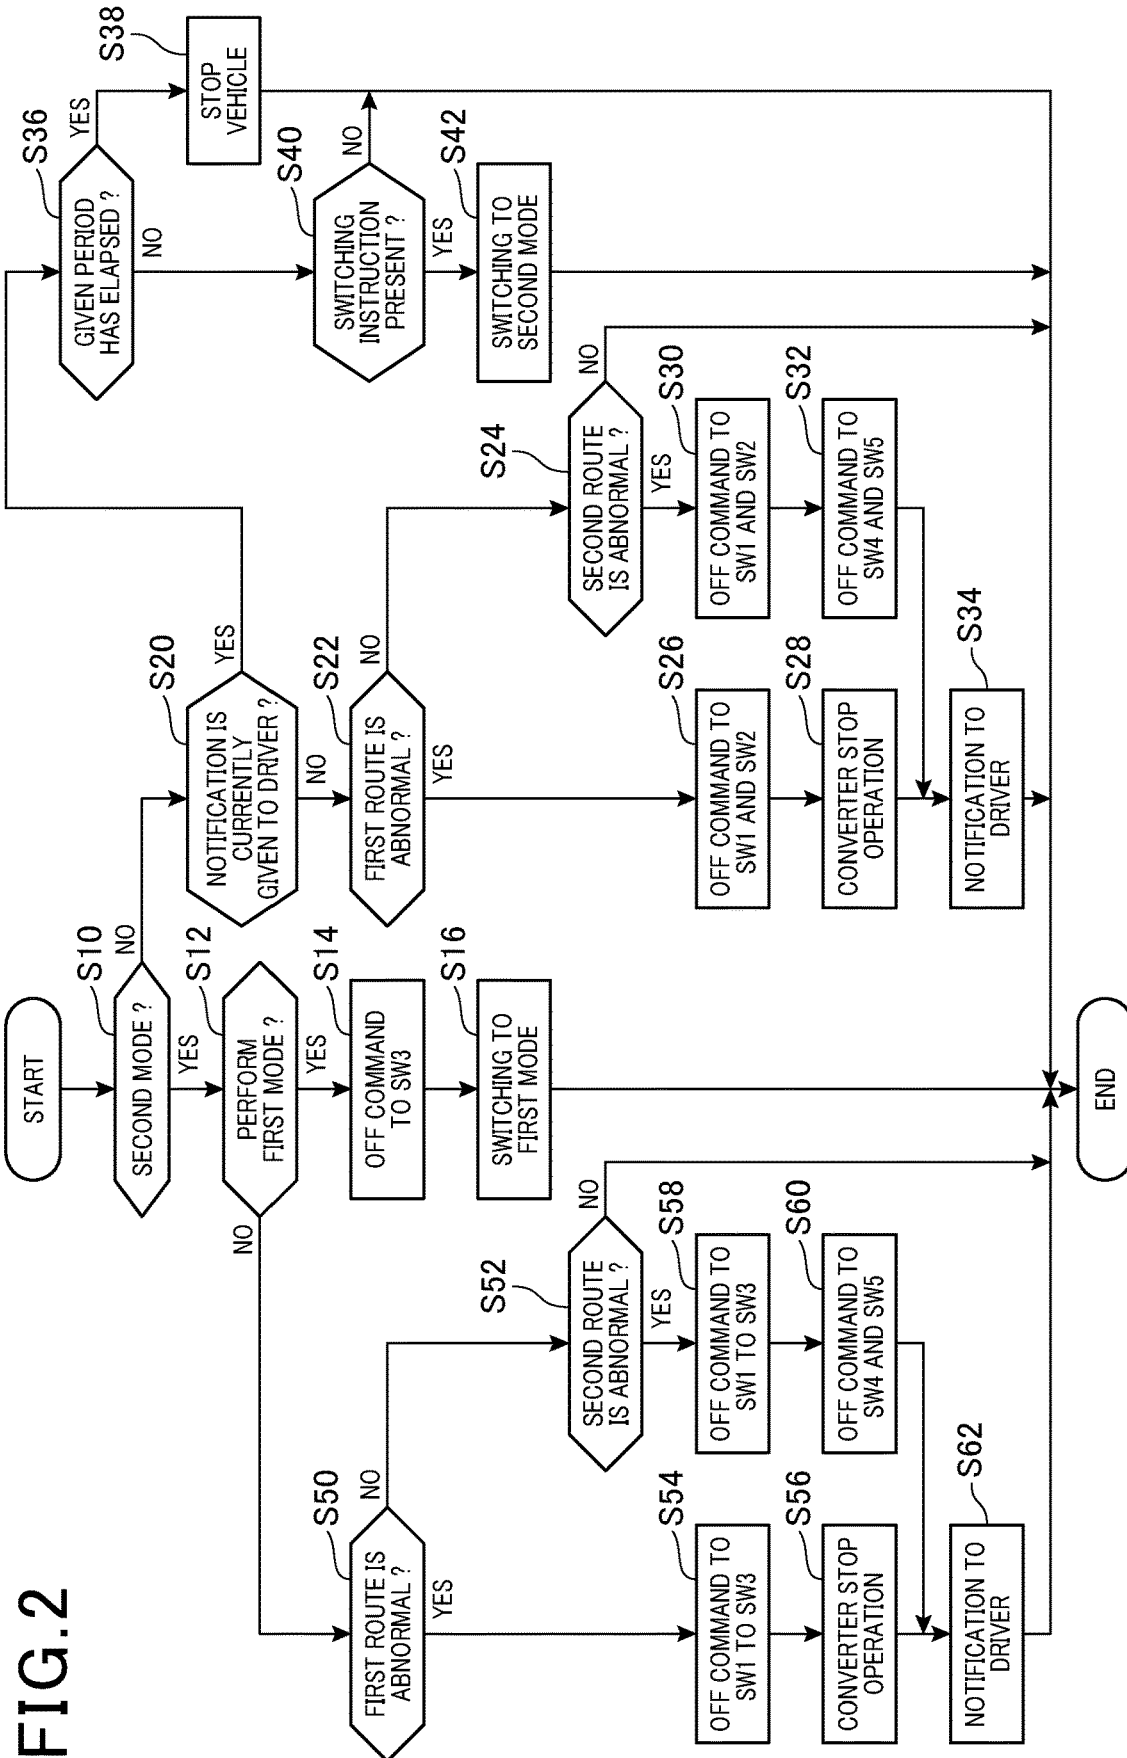 FIG.2
START
S10
SECOND MODE ?
NO
YES
S12
PERFORM
FIRST MODE ?
NO
YES
S14
OFF COMMAND
TO SW3
S16
SWITCHING TO
FIRST MODE
S20
NOTIFICATION IS
CURRENTLY
GIVEN TO DRIVER ?
YES
NO
S22
FIRST ROUTE IS
ABNORMAL ?
NO
YES
S24
SECOND ROUTE
IS ABNORMAL ?
NO
YES
S26
OFF COMMAND TO
SW1 AND SW2
S28
CONVERTER STOP
OPERATION
S30
OFF COMMAND TO
SW1 AND SW2
S32
OFF COMMAND TO
SW4 AND SW5
S34
NOTIFICATION TO
DRIVER
S36
GIVEN PERIOD
HAS ELAPSED ?
YES
NO
S38
STOP
VEHICLE
S40
SWITCHING
INSTRUCTION
PRESENT ?
NO
YES
S42
SWITCHING TO
SECOND MODE
S50
FIRST ROUTE IS
ABNORMAL ?
NO
YES
S52
SECOND ROUTE
IS ABNORMAL ?
NO
YES
S54
OFF COMMAND TO
SW1 TO SW3
S56
CONVERTER STOP
OPERATION
S58
OFF COMMAND TO
SW1 TO SW3
S60
OFF COMMAND TO
SW4 AND SW5
S62
NOTIFICATION TO
DRIVER
END